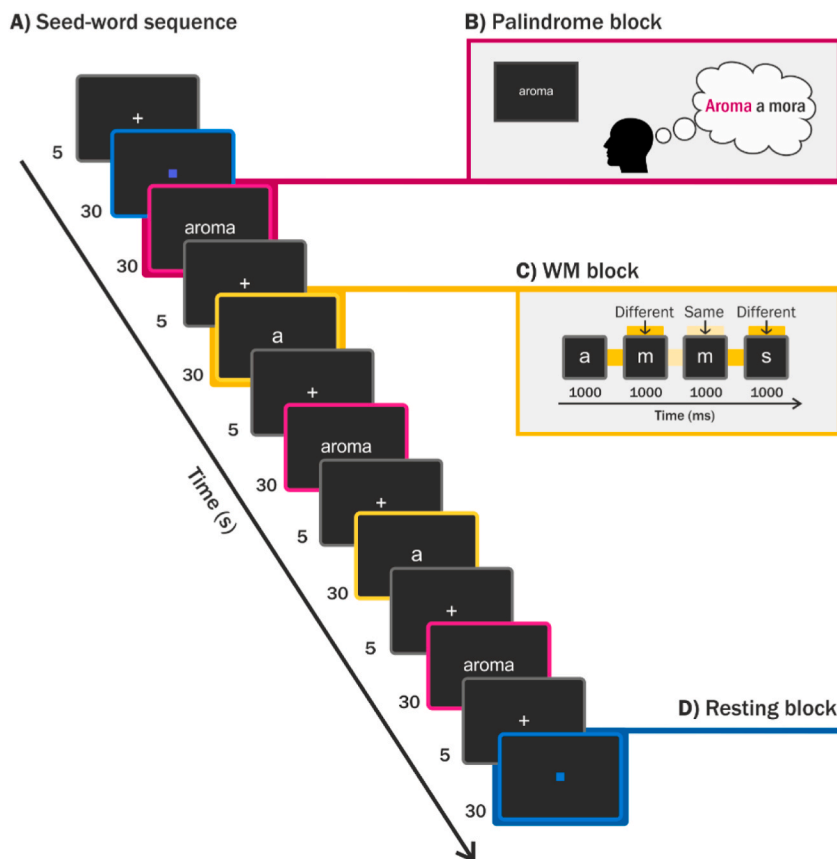 A) Seed-word sequence
+
5
30
aroma
30
+
5
a
30
+
5
aroma
30
+
5
a
30
+
5
aroma
30
+
5
30
Time (s)
B) Palindrome block
aroma
Aroma a mora
C) WM block
Different Same Different
a m m s
1000 1000 1000 1000
Time (ms)
D) Resting block